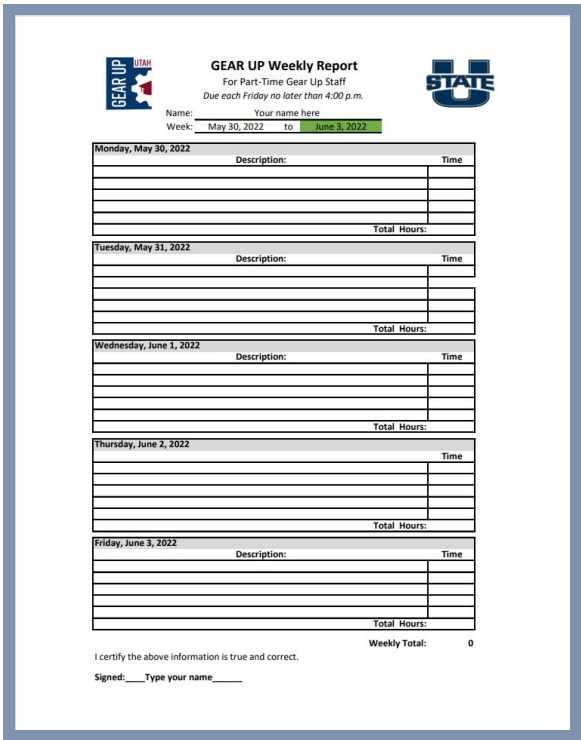 GEAR UP
UTAH
GEAR UP Weekly Report
For Part-Time Gear Up Staff
Due each Friday no later than 4:00 p.m.
U STATE
Name: Your name here
Week: May 30, 2022 to June 3, 2022
Monday, May 30, 2022
Description: Time
Total Hours:
Tuesday, May 31, 2022
Description: Time
Total Hours:
Wednesday, June 1, 2022
Description: Time
Total Hours:
Thursday, June 2, 2022
Time
Total Hours:
Friday, June 3, 2022
Description: Time
Total Hours:
Weekly Total: 0
I certify the above information is true and correct.
Signed:____Type your name______